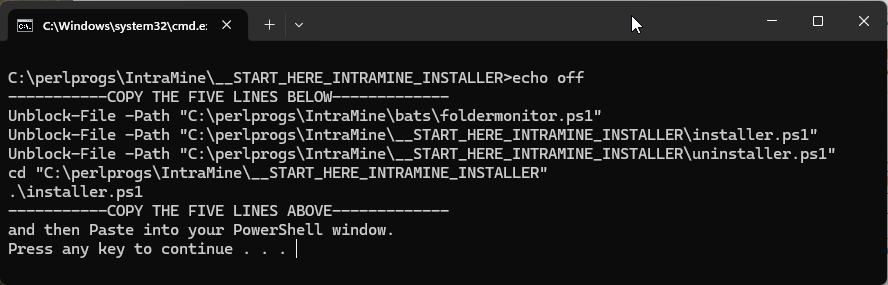 C:\Windows\system32\cmd.e:
C:\perlprogs\IntraMine\__START_HERE_INTRAMINE_INSTALLER>echo off
-----------COPY THE FIVE LINES BELOW-------------
Unblock-File -Path "C:\perlprogs\IntraMine\bats\foldermonitor.ps1"
Unblock-File -Path "C:\perlprogs\IntraMine\__START_HERE_INTRAMINE_INSTALLER\installer.ps1"
Unblock-File -Path "C:\perlprogs\IntraMine\__START_HERE_INTRAMINE_INSTALLER\uninstaller.ps1"
cd "C:\perlprogs\IntraMine\__START_HERE_INTRAMINE_INSTALLER"
.\installer.ps1
-----------COPY THE FIVE LINES ABOVE-------------
and then Paste into your PowerShell window.
Press any key to continue . . .